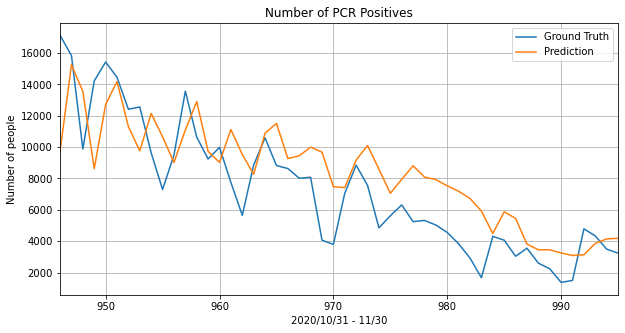 Number of PCR Positives
Ground Truth
Prediction
Number of people
16000
14000
12000
10000
8000
6000
4000
2000
950
960
970
980
990
2020/10/31 - 11/30